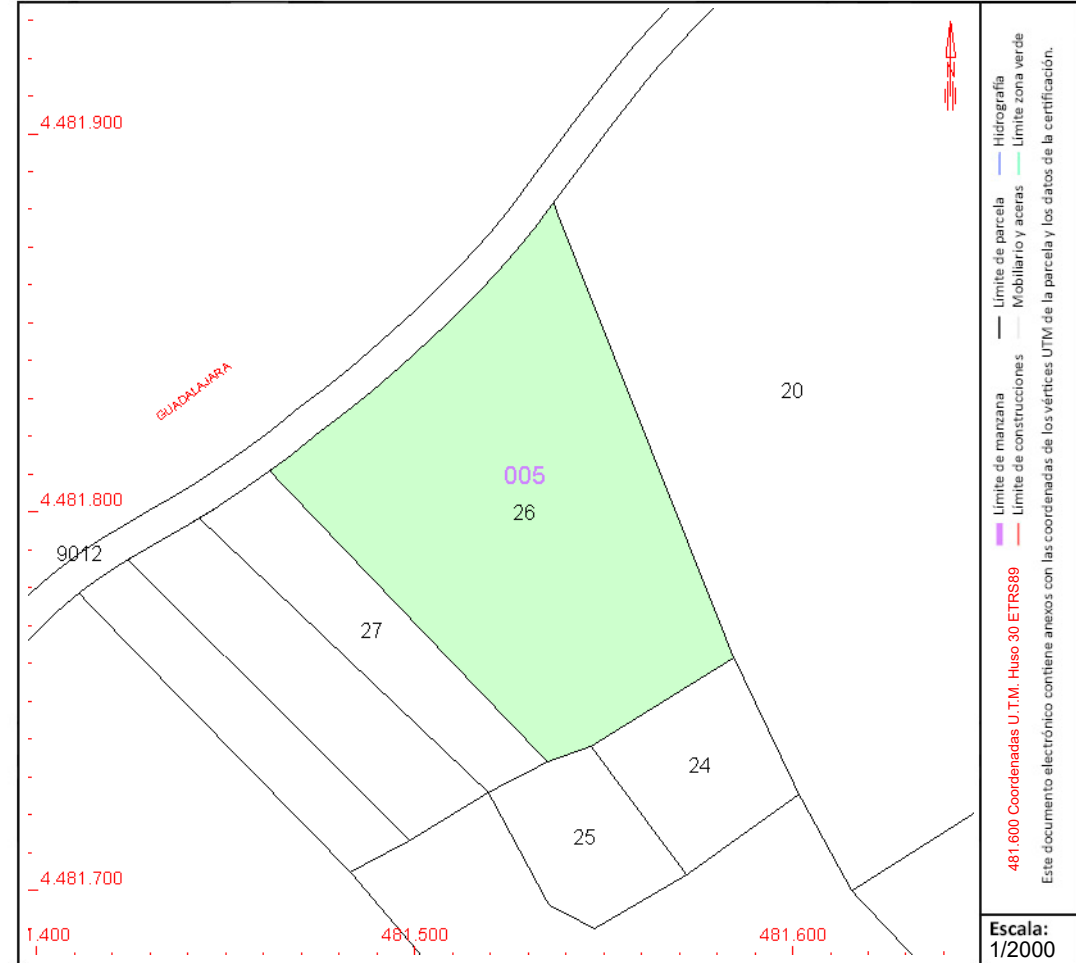 4.481.900
GUADALAJARA
20
005
26
4.481.800
9012
27
24
25
4.481.700
1.400
481.500
481.600
N
Límite de manzana
Límite de parcela
Hidrografía
Límite de construcciones
Mobiliario y aceras
Límite zona verde
481.600 Coordenadas U.T.M. Huso 30 ETRS89
Este documento electrónico contiene anexos con las coordenadas de los vértices UTM de la parcela y los datos de la certificación.
Escala:
1/2000